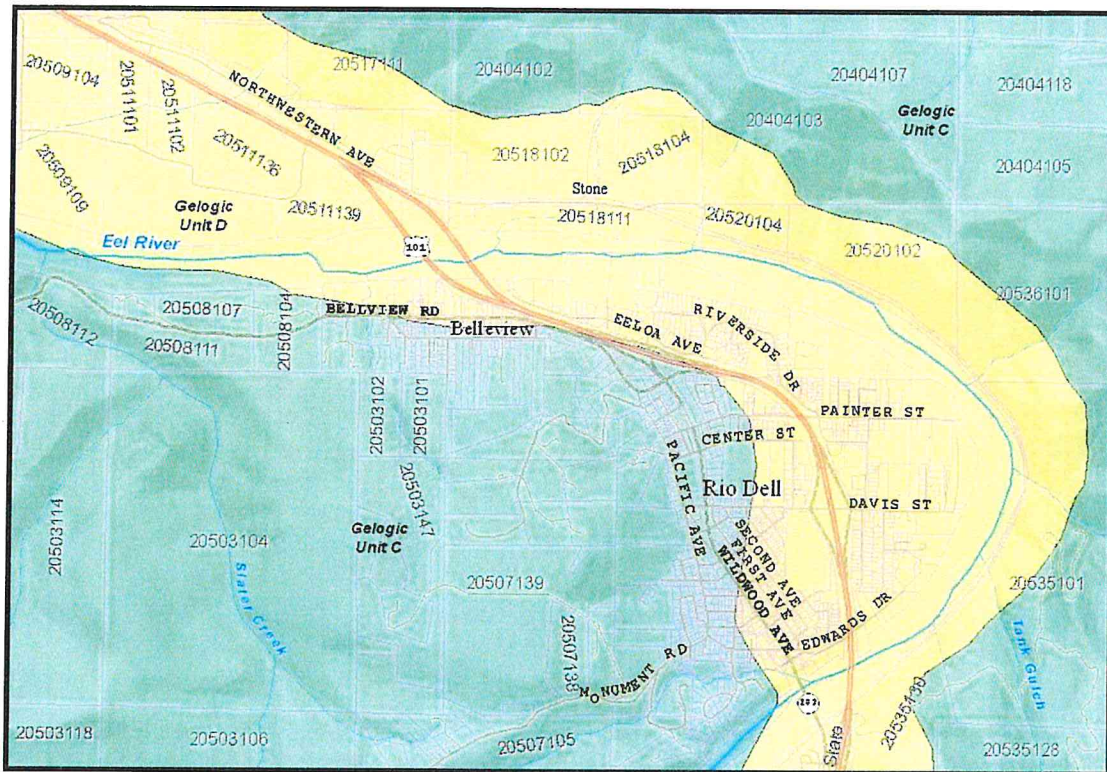 20517111
20404102
20404107
20404118
20509104
20511101
20511102
NORTHWESTERN AVE
20404103
Gelogic
Unit C
20511136
20518102
20518104
20404105
20509109
Stone
Gelogic
Unit D
20511139
20518111
20520104
20520102
Eel River
101
20536101
20508107
20508104
BELLVIEW RD
Belleview
EELOA AVE
RIVERSIDE DR
20508112
20508111
20503102
20503101
PAINTER ST
CENTER ST
PACIFIC AVE
Rio Dell
20503114
20503104
Gelogic
Unit C
20503147
DAVIS ST
SECOND AVE
FIRST AVE
WILDWOOD AVE
20507139
20535101
Slater Creek
20507138
MONUMENT RD
EDWARDS DR
Tank Gulch
283
State
20535130
20503118
20503106
20507105
20535128